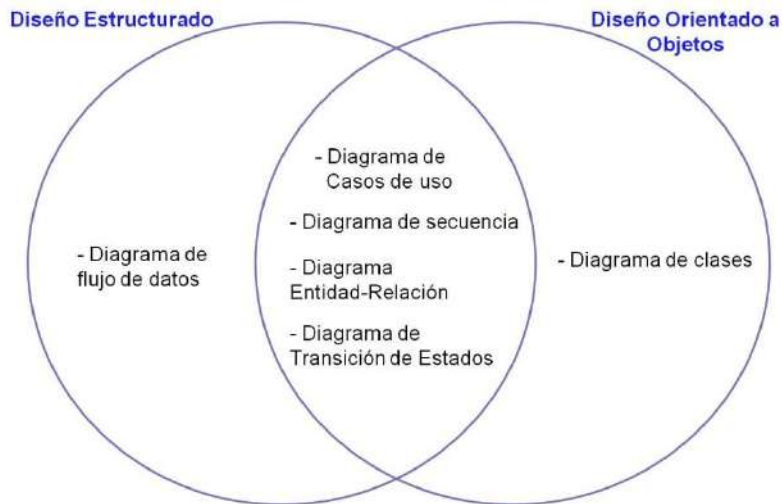 Diseño Estructurado
Diseño Orientado a
Objetos
- Diagrama de
flujo de datos
- Diagrama de
Casos de uso
- Diagrama de secuencia
- Diagrama
Entidad-Relación
- Diagrama de
Transición de Estados
- Diagrama de clases